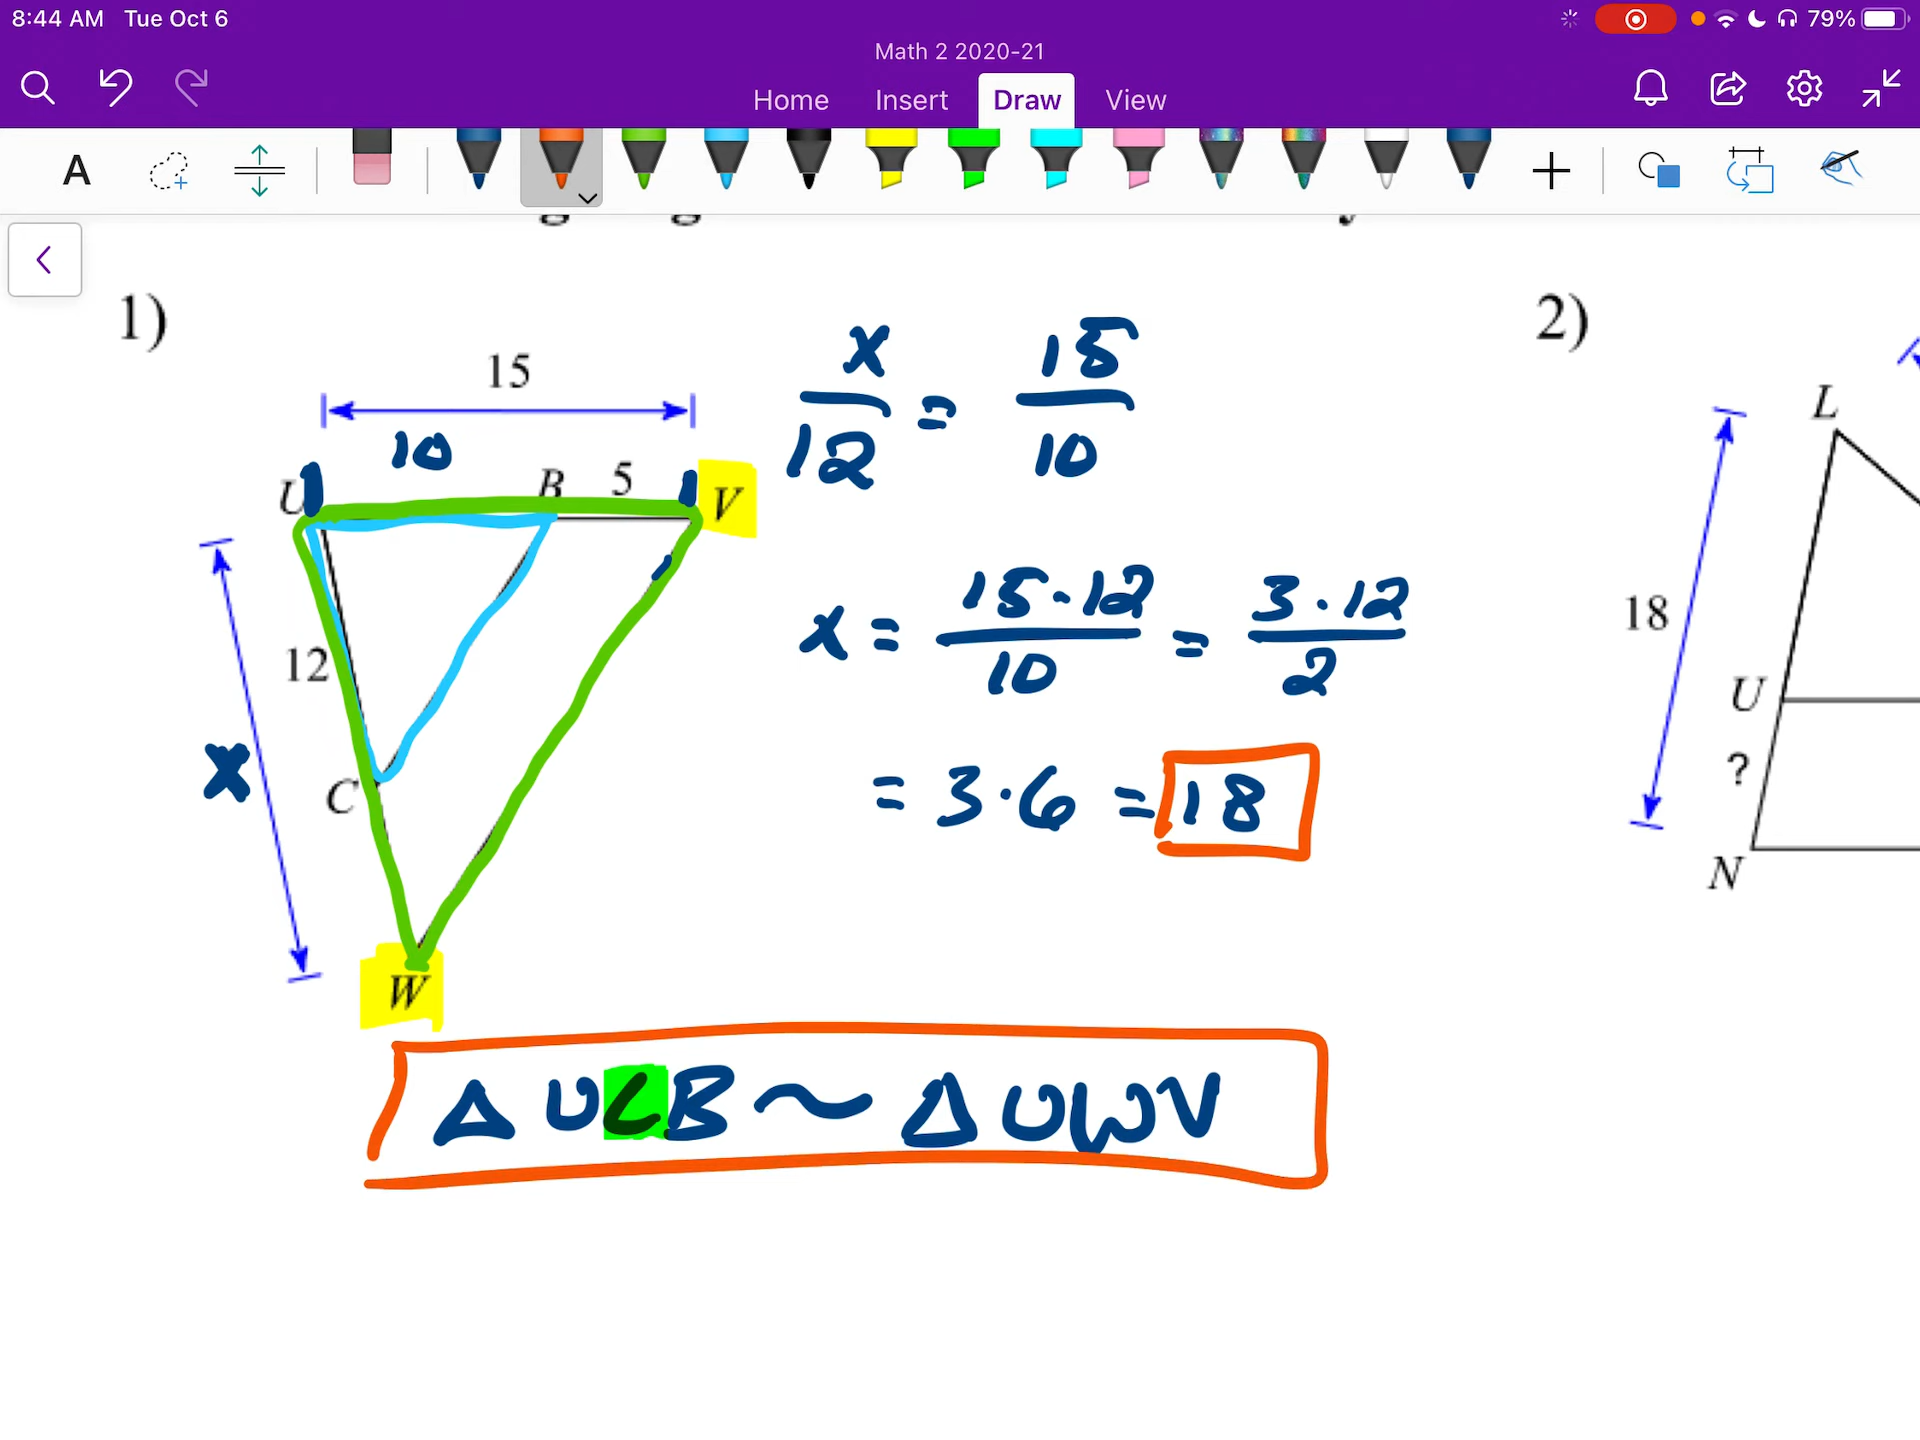 8:44 AM Tue Oct 6
79%
Math 2 2020-21
Home Insert Draw View
A
1)
15
10
U B 5 V
12
x
C
W
x/12 = 15/10
x = 15·12/10 = 3·12/2
= 3·6 = 18
△UCB ~ △UWV
2)
L
18
U
?
N